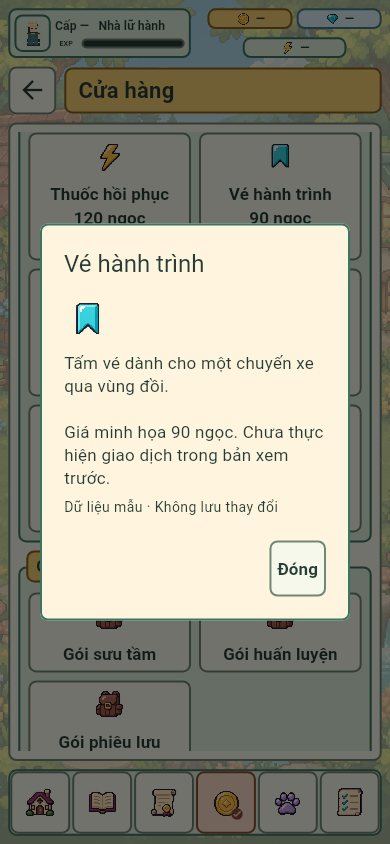 Cấp — Nhà lữ hành
EXP
—
—
—
Cửa hàng
Thuốc hồi phục
120 ngọc
Vé hành trình
90 ngọc
Vé hành trình
Tấm vé dành cho một chuyến xe
qua vùng đồi.
Giá minh họa 90 ngọc. Chưa thực
hiện giao dịch trong bản xem
trước.
Dữ liệu mẫu · Không lưu thay đổi
Đóng
Gói sưu tầm
Gói huấn luyện
Gói phiêu lưu